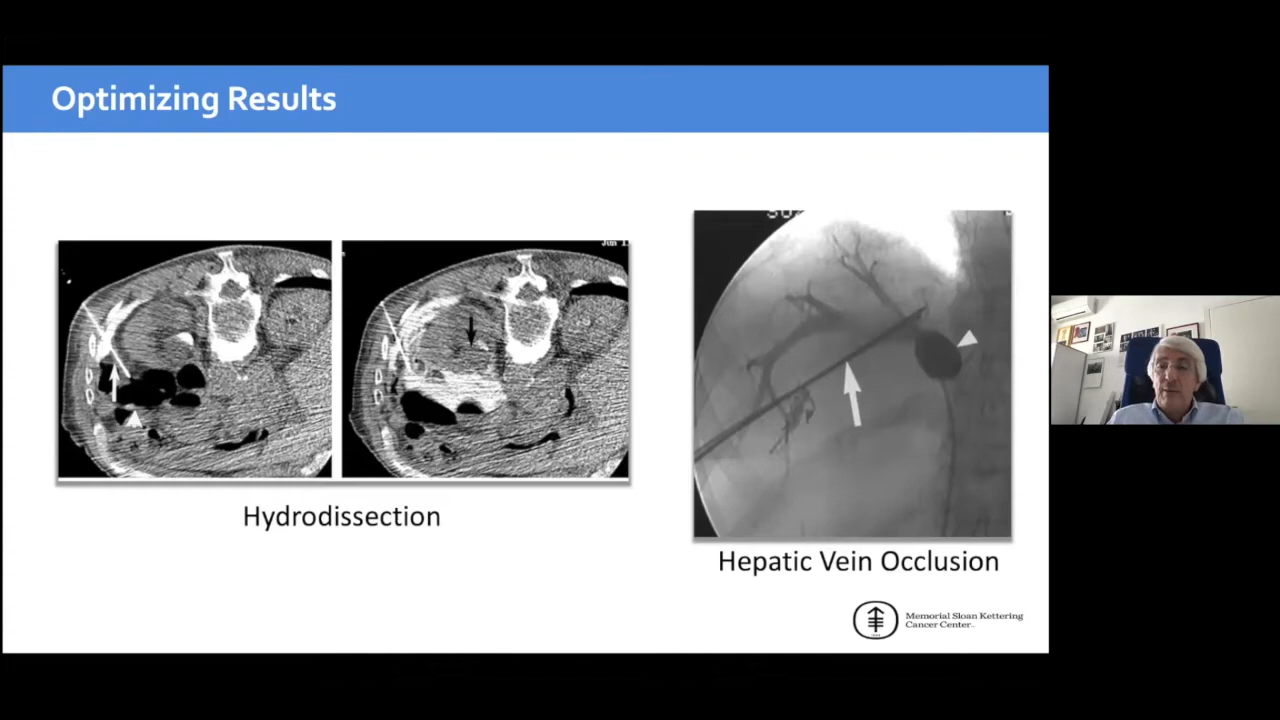 Optimizing Results
Hydrodissection
Hepatic Vein Occlusion
Memorial Sloan Kettering
Cancer Center